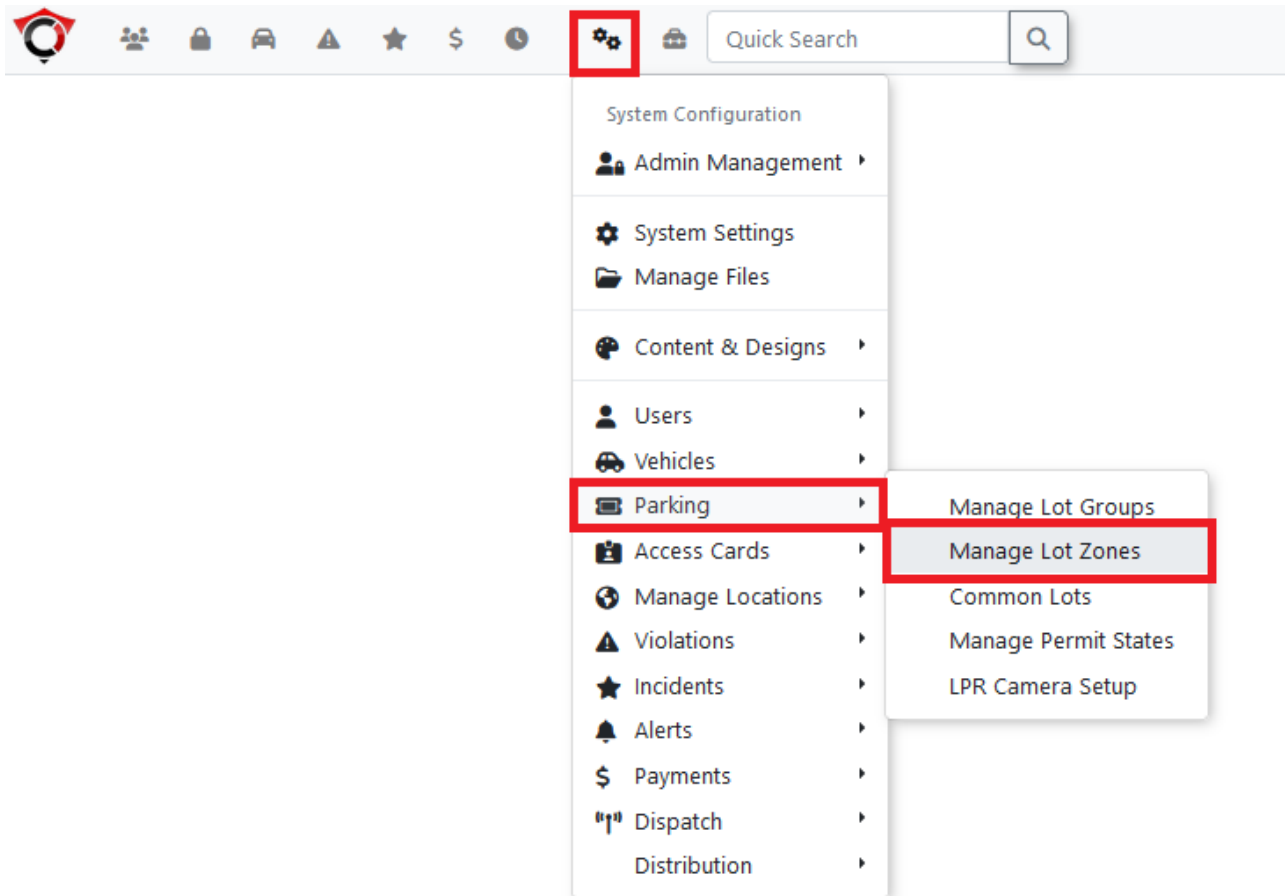 Quick Search
System Configuration
Admin Management
System Settings
Manage Files
Content & Designs
Users
Vehicles
Parking
Manage Lot Groups
Access Cards
Manage Lot Zones
Manage Locations
Common Lots
Violations
Manage Permit States
Incidents
LPR Camera Setup
Alerts
$ Payments
Dispatch
Distribution